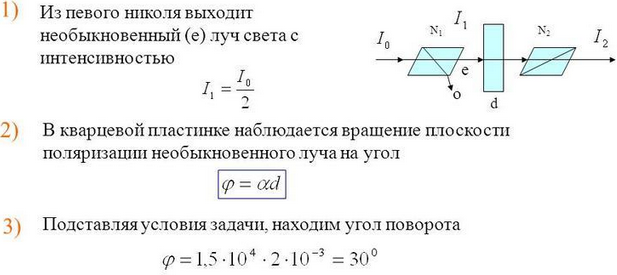 1) Из певого николя выходит
необыкновенный (е) луч света с
интенсивностью
I₁ = I₀/2
I₀ N₁ I₁ e o d N₂ I₂
2) В кварцевой пластинке наблюдается вращение плоскости
поляризации необыкновенного луча на угол
φ = αd
3) Подставляя условия задачи, находим угол поворота
φ = 1,5·10⁴ · 2·10⁻³ = 30⁰